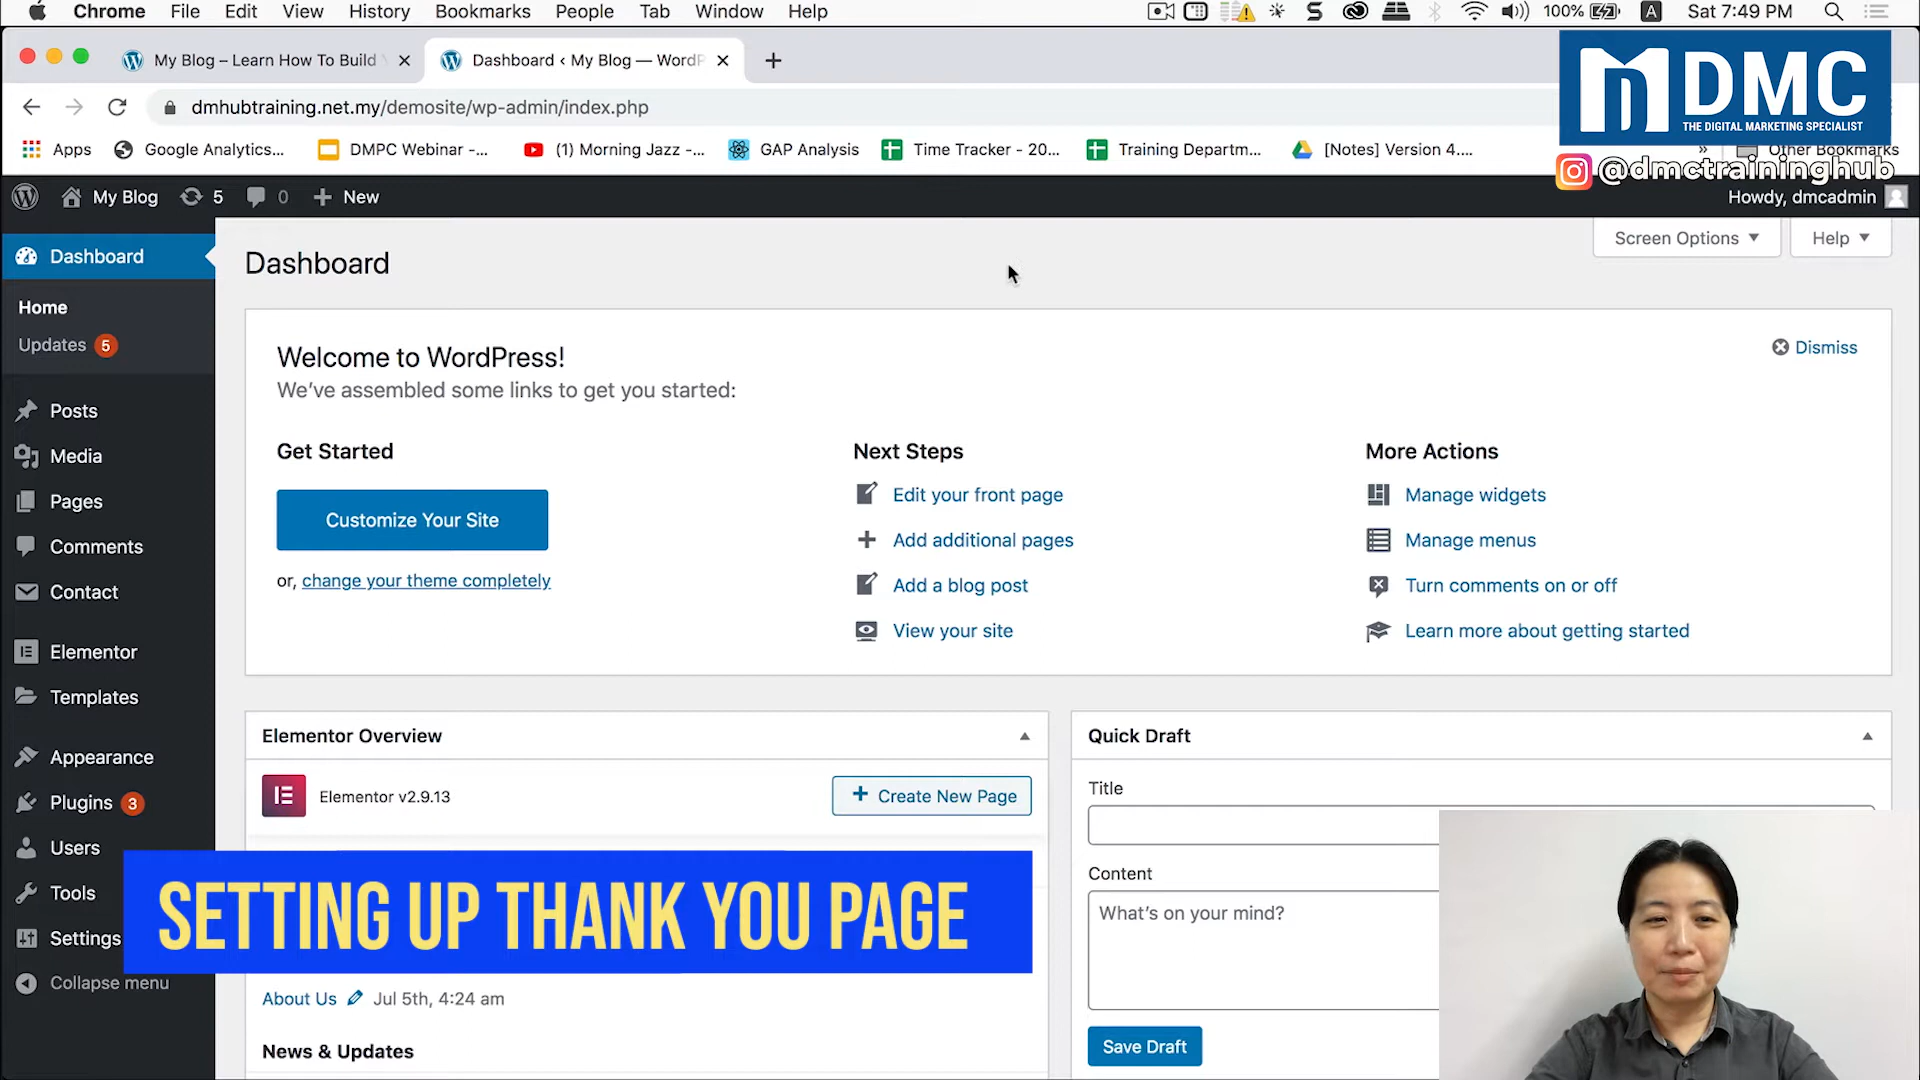 Chrome File Edit View History Bookmarks People Tab Window Help 100% A Sat 7:49 PM
My Blog – Learn How To Build Dashboard ‹ My Blog — WordP
dmhubtraining.net.my/demosite/wp-admin/index.php
DMC
THE DIGITAL MARKETING SPECIALIST
Apps Google Analytics... DMPC Webinar -... (1) Morning Jazz -... GAP Analysis Time Tracker - 20... Training Departm... [Notes] Version 4.... » Other Bookmarks
@dmctraininghub
My Blog 5 0 New Howdy, dmcadmin
Screen Options Help
Dashboard
Home
Updates 5
Posts
Media
Pages
Comments
Contact
Elementor
Templates
Appearance
Plugins 3
Users
Tools
Settings
Collapse menu
Dashboard
Welcome to WordPress!
Dismiss
We've assembled some links to get you started:
Get Started
Customize Your Site
or, change your theme completely
Next Steps
Edit your front page
Add additional pages
Add a blog post
View your site
More Actions
Manage widgets
Manage menus
Turn comments on or off
Learn more about getting started
Elementor Overview
Elementor v2.9.13
Create New Page
SETTING UP THANK YOU PAGE
About Us Jul 5th, 4:24 am
News & Updates
Quick Draft
Title
Content
What's on your mind?
Save Draft